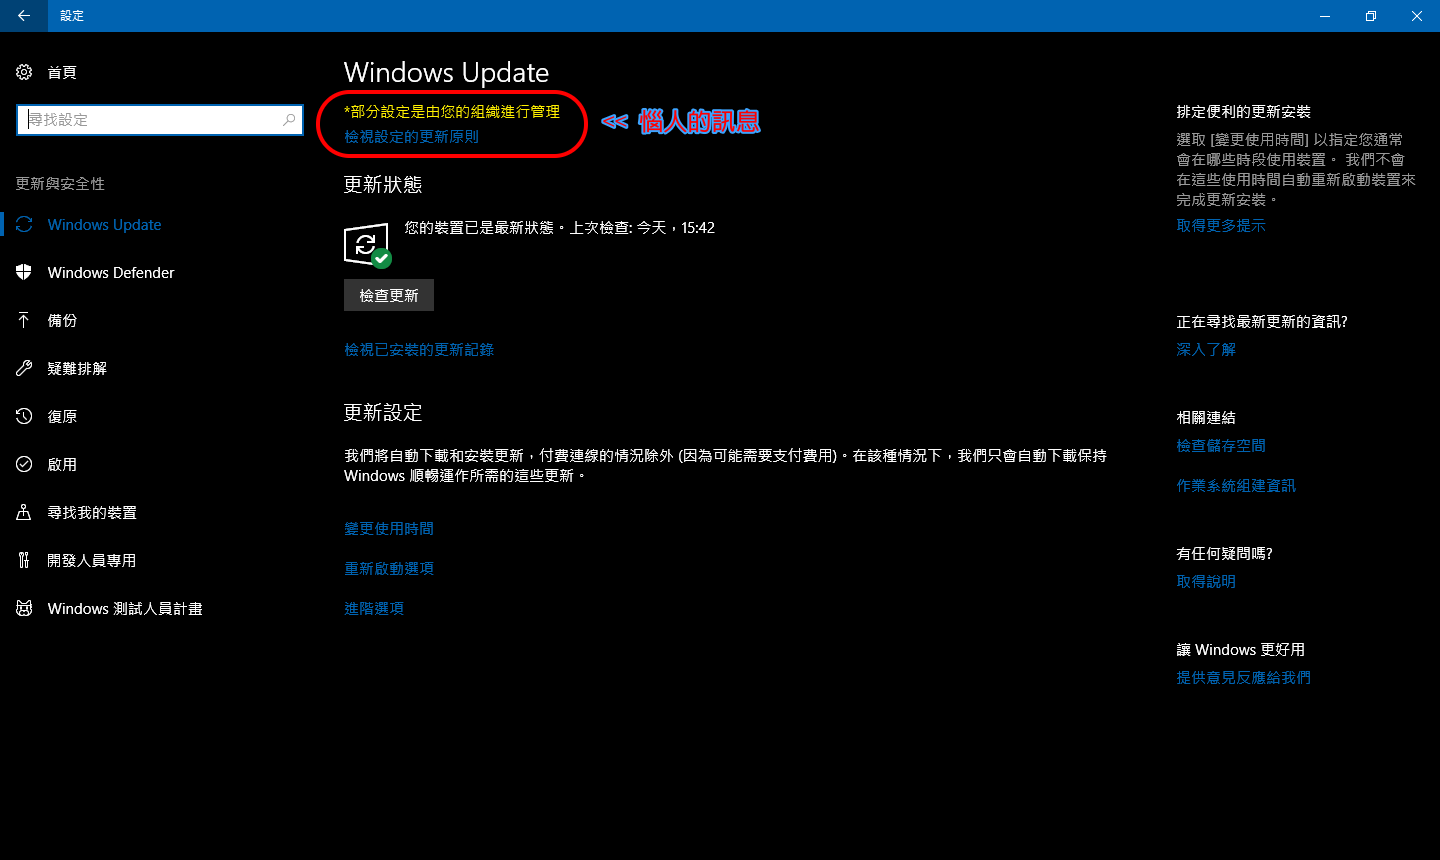 設定
首頁
尋找設定
更新與安全性
Windows Update
Windows Defender
備份
疑難排解
復原
啟用
尋找我的裝置
開發人員專用
Windows 測試人員計畫
Windows Update
*部分設定是由您的組織進行管理
檢視設定的更新原則
<< 惱人的訊息
更新狀態
您的裝置已是最新狀態。上次檢查: 今天，15:42
檢查更新
檢視已安裝的更新記錄
更新設定
我們將自動下載和安裝更新，付費連線的情況除外 (因為可能需要支付費用)。在該種情況下，我們只會自動下載保持
Windows 順暢運作所需的這些更新。
變更使用時間
重新啟動選項
進階選項
排定便利的更新安裝
選取 [變更使用時間] 以指定您通常
會在哪些時段使用裝置。 我們不會
在這些使用時間自動重新啟動裝置來
完成更新安裝。
取得更多提示
正在尋找最新更新的資訊?
深入了解
相關連結
檢查儲存空間
作業系統組建資訊
有任何疑問嗎?
取得說明
讓 Windows 更好用
提供意見反應給我們